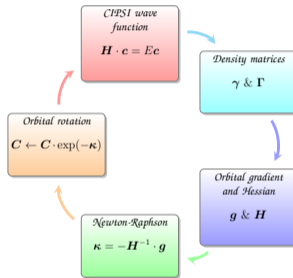 CIPSI wave
function
H · c = Ec
Density matrices
γ & Γ
Orbital gradient
and Hessian
g & H
Newton-Raphson
κ = −H⁻¹ · g
Orbital rotation
C ← C · exp(−κ)